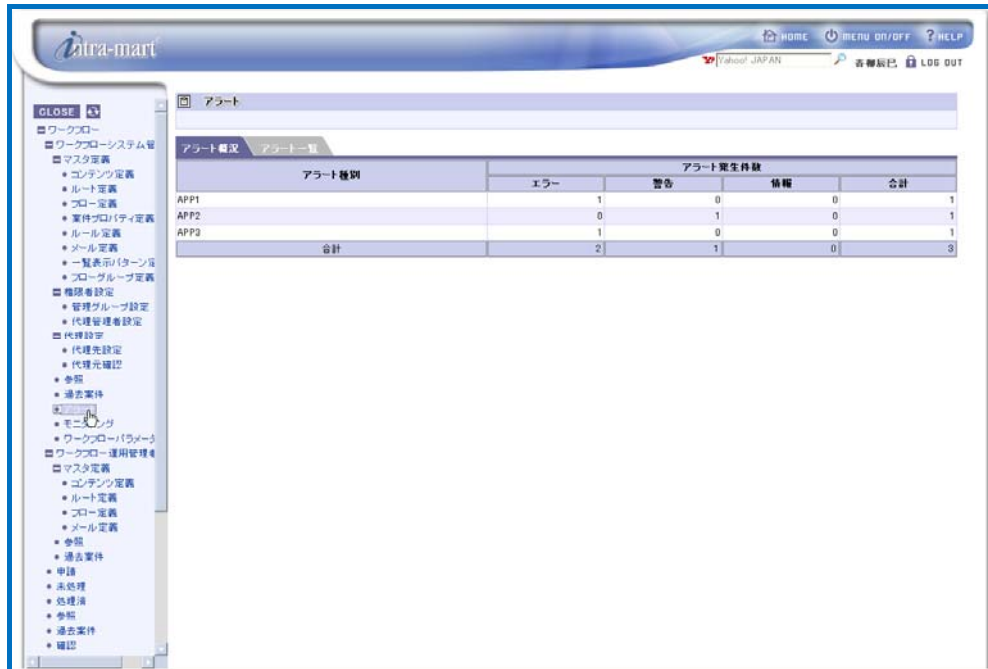 intra-mart
HOME MENU ON/OFF ? HELP
Yahoo! JAPAN 青柳辰巳 LOG OUT
CLOSE
アラート
アラート概況 アラート一覧
アラート種別 アラート発生件数
エラー 警告 情報 合計
APP1 1 0 0 1
APP2 0 1 0 1
APP3 1 0 0 1
合計 2 1 0 3
ワークフロー
ワークフローシステム管
マスタ定義
コンテンツ定義
ルート定義
フロー定義
案件プロパティ定義
ルール定義
メール定義
一覧表示パターン定
フローグループ定義
権限者設定
管理グループ設定
代理管理者設定
代理設定
代理先設定
代理元確認
参照
過去案件
モニタリング
ワークフローパラメータ
ワークフロー運用管理者
マスタ定義
コンテンツ定義
ルート定義
フロー定義
メール定義
参照
過去案件
申請
未処理
処理済
参照
過去案件
確認